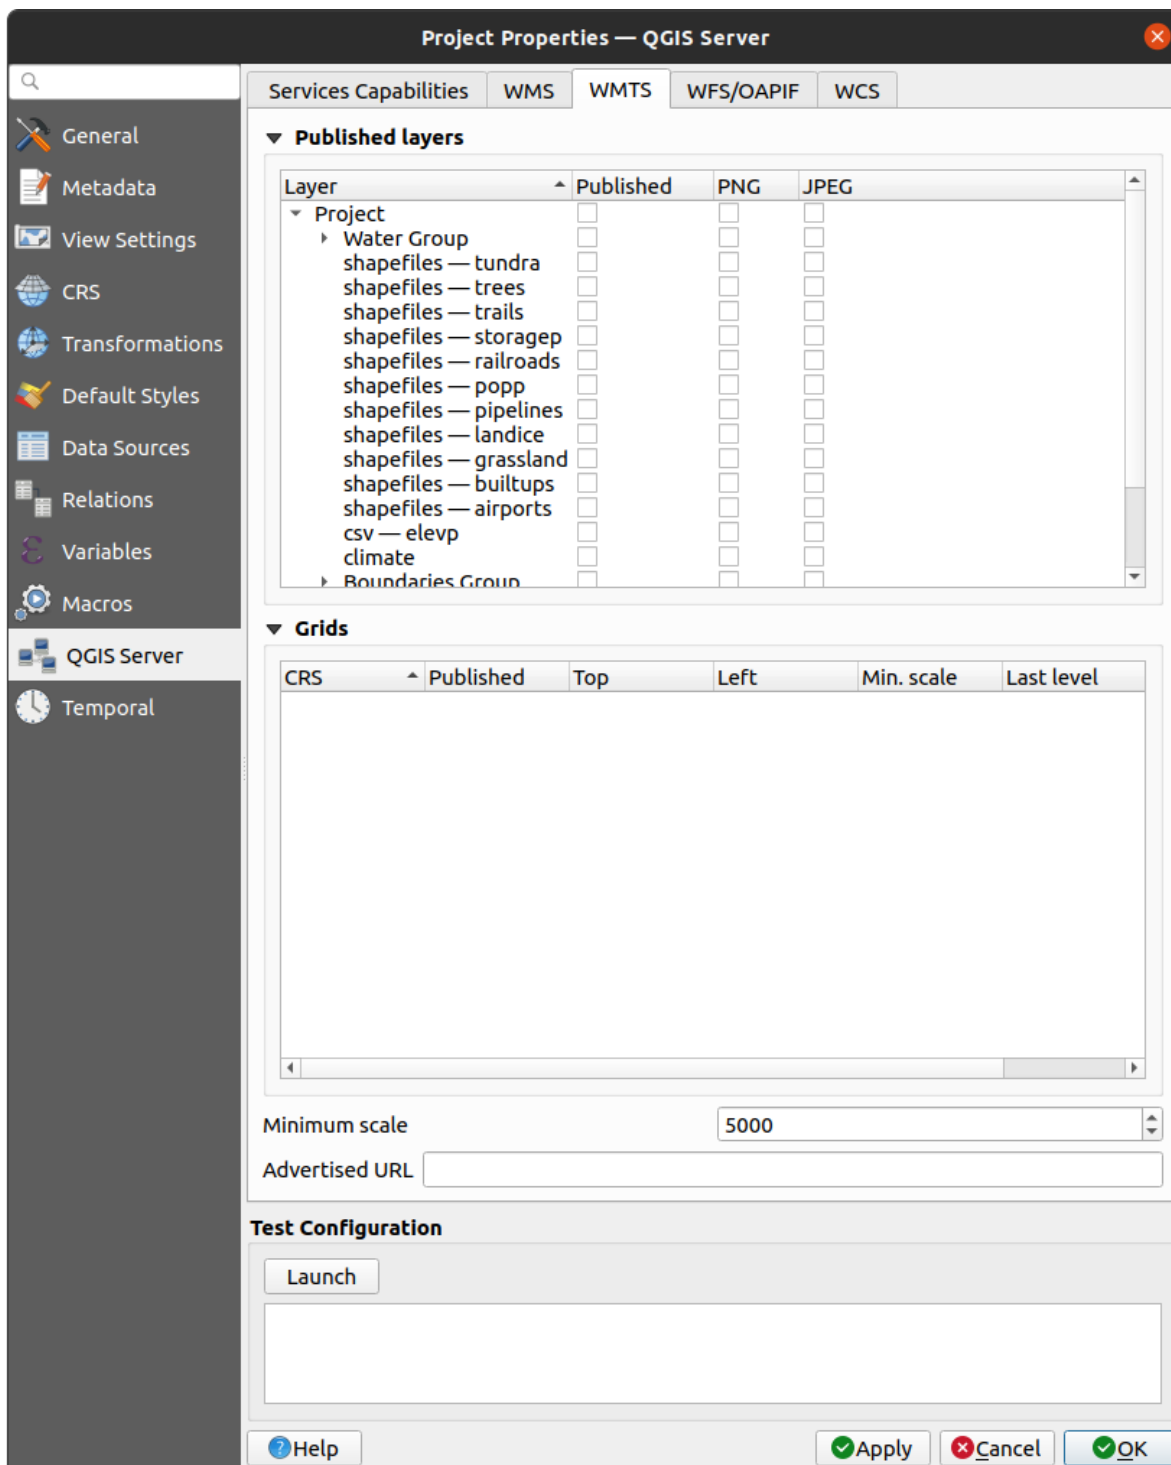 Project Properties — QGIS Server
General
Metadata
View Settings
CRS
Transformations
Default Styles
Data Sources
Relations
Variables
Macros
QGIS Server
Temporal
Services Capabilities WMS WMTS WFS/OAPIF WCS
Published layers
Layer Published PNG JPEG
Project
Water Group
shapefiles — tundra
shapefiles — trees
shapefiles — trails
shapefiles — storagep
shapefiles — railroads
shapefiles — popp
shapefiles — pipelines
shapefiles — landice
shapefiles — grassland
shapefiles — builtups
shapefiles — airports
csv — elevp
climate
Boundaries Group
Grids
CRS Published Top Left Min. scale Last level
Minimum scale 5000
Advertised URL
Test Configuration
Launch
Help Apply Cancel OK